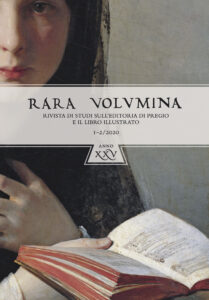 RARA VOLVMINA
RIVISTA DI STUDI SULL'EDITORIA DI PREGIO
E IL LIBRO ILLUSTRATO
1-2/2020
ANNO
XXV